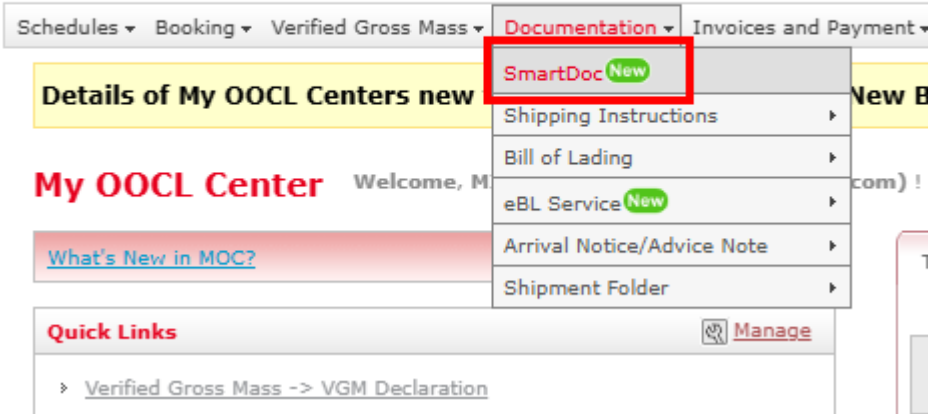 Schedules Booking Verified Gross Mass Documentation Invoices and Payment
SmartDoc New
Details of My OOCL Centers new New B
Shipping Instructions
Bill of Lading
My OOCL Center Welcome, M com) !
eBL Service New
Arrival Notice/Advice Note
What's New in MOC?
Shipment Folder
Quick Links Manage
Verified Gross Mass -> VGM Declaration